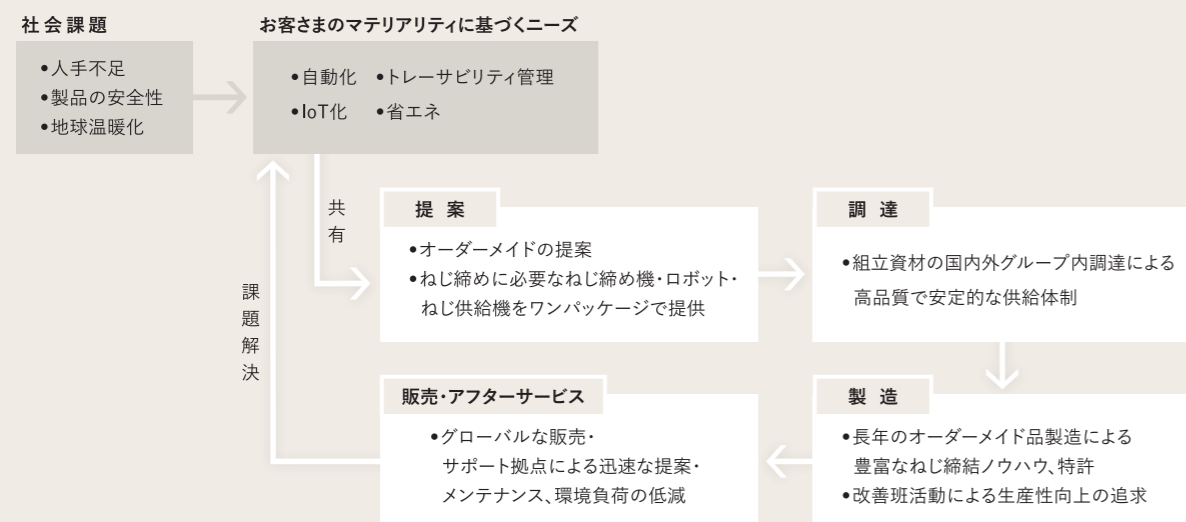 社会課題
•人手不足
•製品の安全性
•地球温暖化
お客さまのマテリアリティに基づくニーズ
•自動化 •トレーサビリティ管理
•IoT化 •省エネ
共有
提案
•オーダーメイドの提案
•ねじ締めに必要なねじ締め機・ロボット・
ねじ供給機をワンパッケージで提供
調達
•組立資材の国内外グループ内調達による
高品質で安定的な供給体制
製造
•長年のオーダーメイド品製造による
豊富なねじ締結ノウハウ、特許
•改善班活動による生産性向上の追求
販売・アフターサービス
•グローバルな販売・
サポート拠点による迅速な提案・
メンテナンス、環境負荷の低減
課題解決